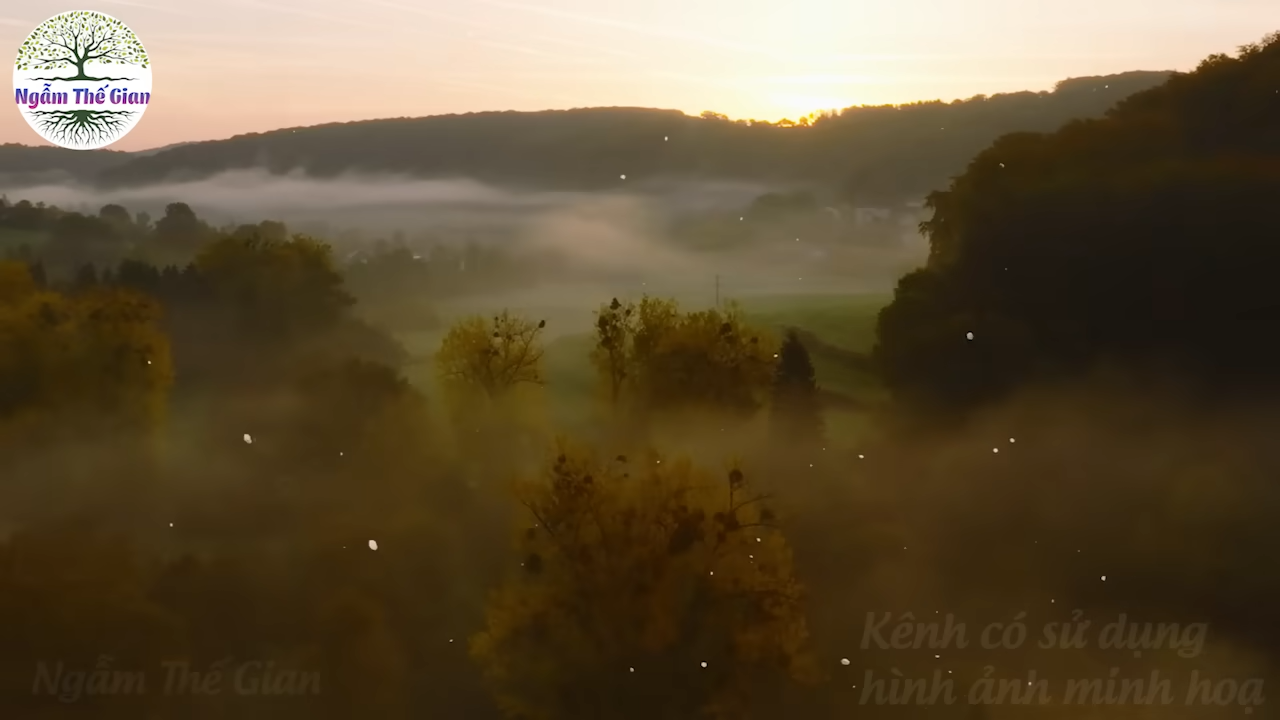 Ngẫm Thế Gian
Kênh có sử dụng
Ngẫm Thế Gian
hình ảnh minh hoạ